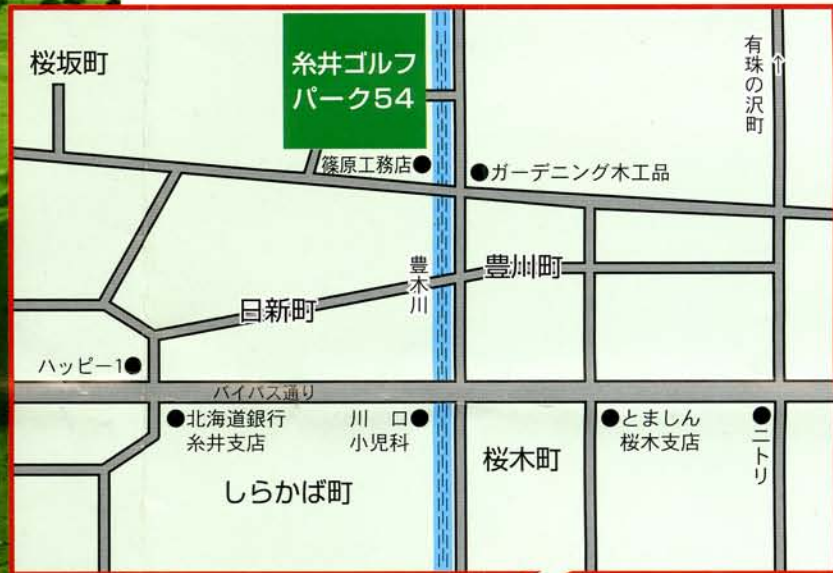 桜坂町
糸井ゴルフ
パーク54
有珠の沢町
↑
篠原工務店
ガーデニング木工品
豊木川
豊川町
日新町
ハッピー1
バイパス通り
北海道銀行
糸井支店
川 口
小児科
とましん
桜木支店
ニトリ
桜木町
しらかば町